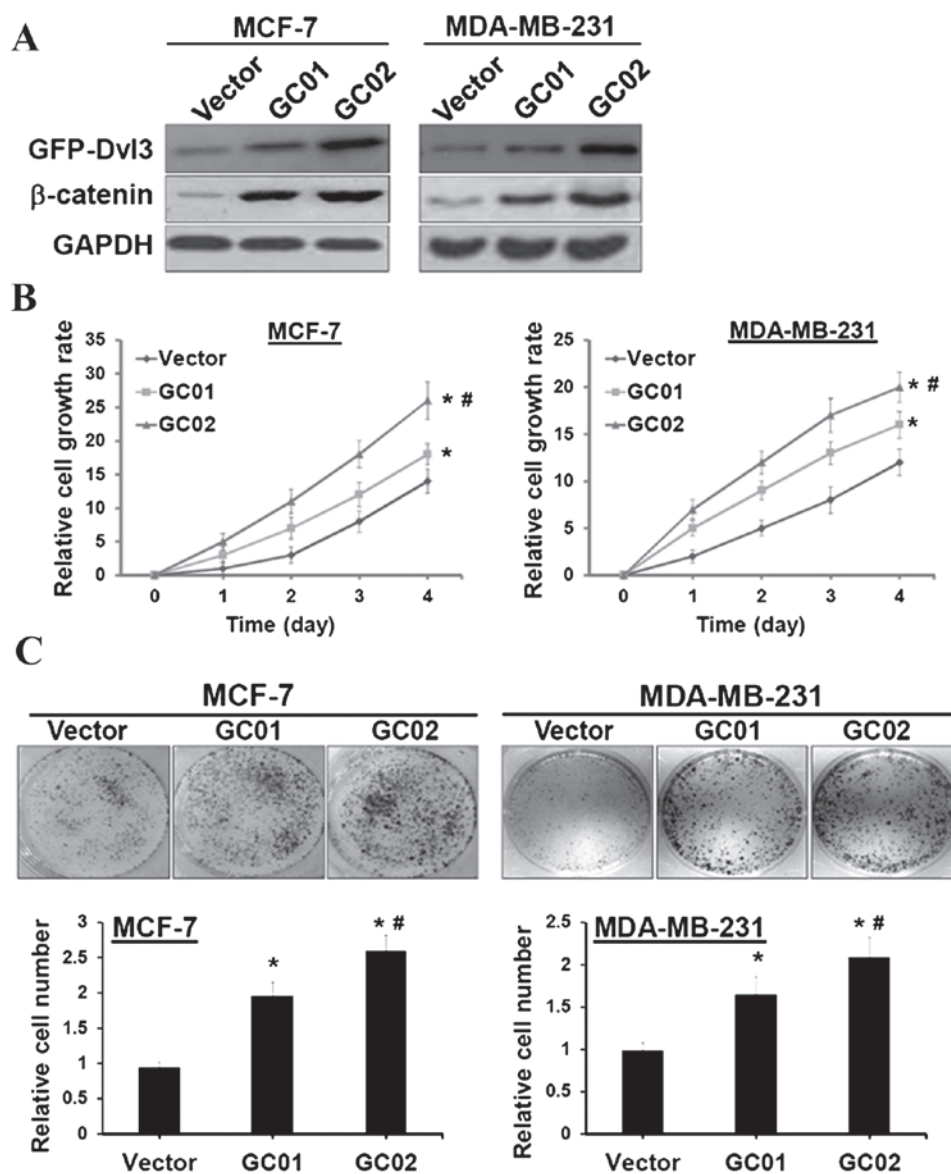 A
MCF-7 MDA-MB-231
Vector GC01 GC02 Vector GC01 GC02
GFP-Dvl3
β-catenin
GAPDH
B
MCF-7
Relative cell growth rate
35
30
25
20
15
10
5
0
Vector
GC01
GC02
* #
*
0 1 2 3 4
Time (day)
MDA-MB-231
Relative cell growth rate
25
20
15
10
5
0
Vector
GC01
GC02
* #
*
0 1 2 3 4
Time (day)
C
MCF-7 MDA-MB-231
Vector GC01 GC02 Vector GC01 GC02
MCF-7
Relative cell number
3
2.5
2
1.5
1
0.5
0
*
* #
Vector GC01 GC02
MDA-MB-231
Relative cell number
2.5
2
1.5
1
0.5
0
*
* #
Vector GC01 GC02